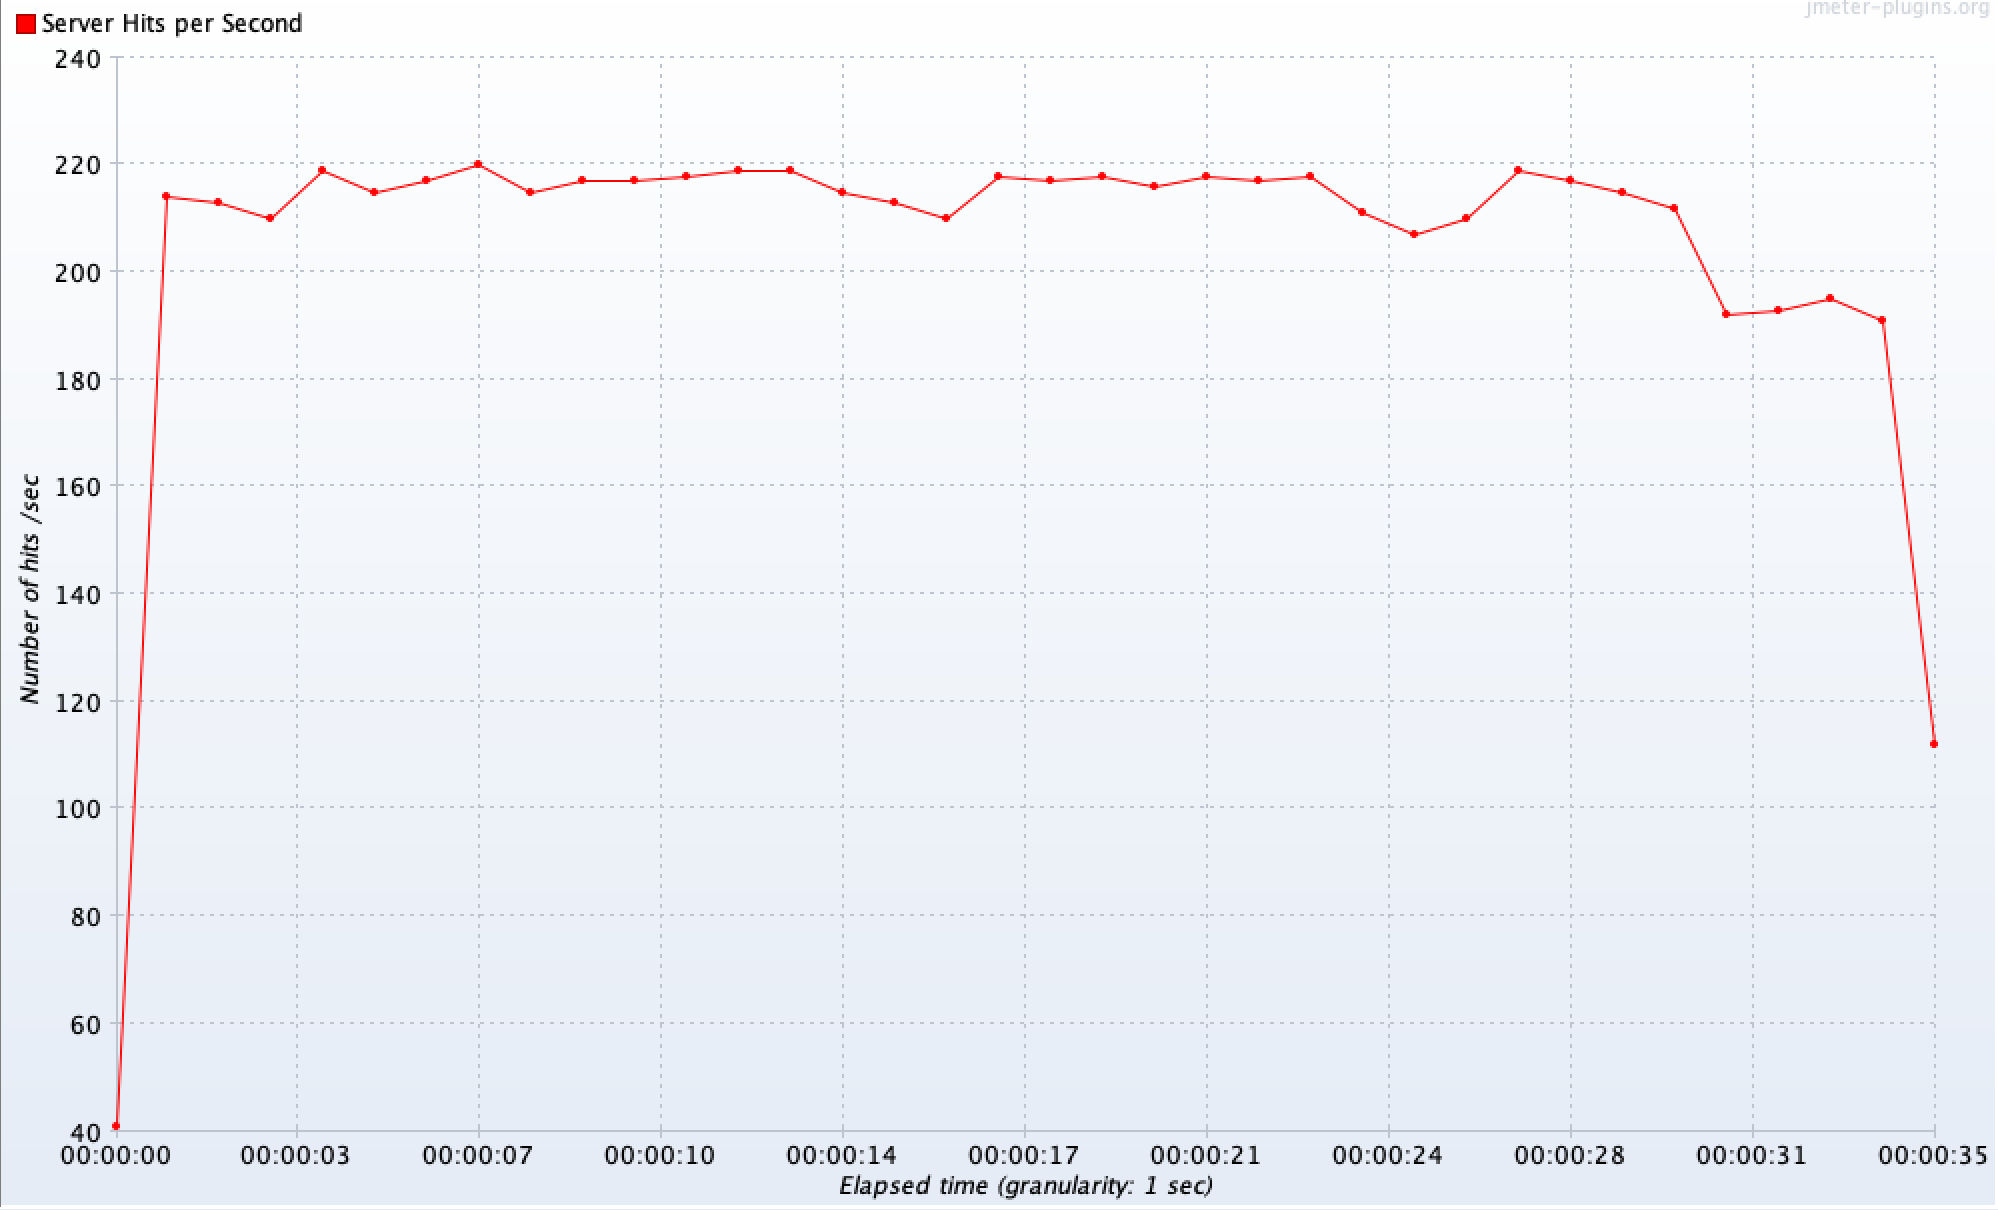 jmeter-plugins.org
Server Hits per Second
240
220
200
180
160
140
120
100
80
60
40
Number of hits /sec
00:00:00 00:00:03 00:00:07 00:00:10 00:00:14 00:00:17 00:00:21 00:00:24 00:00:28 00:00:31 00:00:35
Elapsed time (granularity: 1 sec)